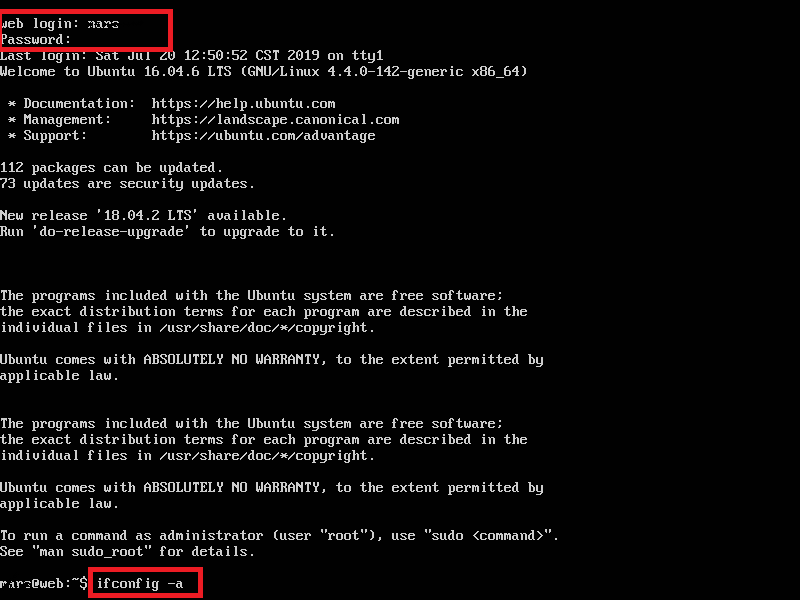 web login: marc
Password:
Last login: Sat Jul 20 12:50:52 CST 2019 on tty1
Welcome to Ubuntu 16.04.6 LTS (GNU/Linux 4.4.0-142-generic x86_64)
* Documentation: https://help.ubuntu.com
* Management: https://landscape.canonical.com
* Support: https://ubuntu.com/advantage
112 packages can be updated.
73 updates are security updates.
New release '18.04.2 LTS' available.
Run 'do-release-upgrade' to upgrade to it.
The programs included with the Ubuntu system are free software;
the exact distribution terms for each program are described in the
individual files in /usr/share/doc/*/copyright.
Ubuntu comes with ABSOLUTELY NO WARRANTY, to the extent permitted by
applicable law.
The programs included with the Ubuntu system are free software;
the exact distribution terms for each program are described in the
individual files in /usr/share/doc/*/copyright.
Ubuntu comes with ABSOLUTELY NO WARRANTY, to the extent permitted by
applicable law.
To run a command as administrator (user "root"), use "sudo <command>".
See "man sudo_root" for details.
marc@web:~$ ifconfig -a